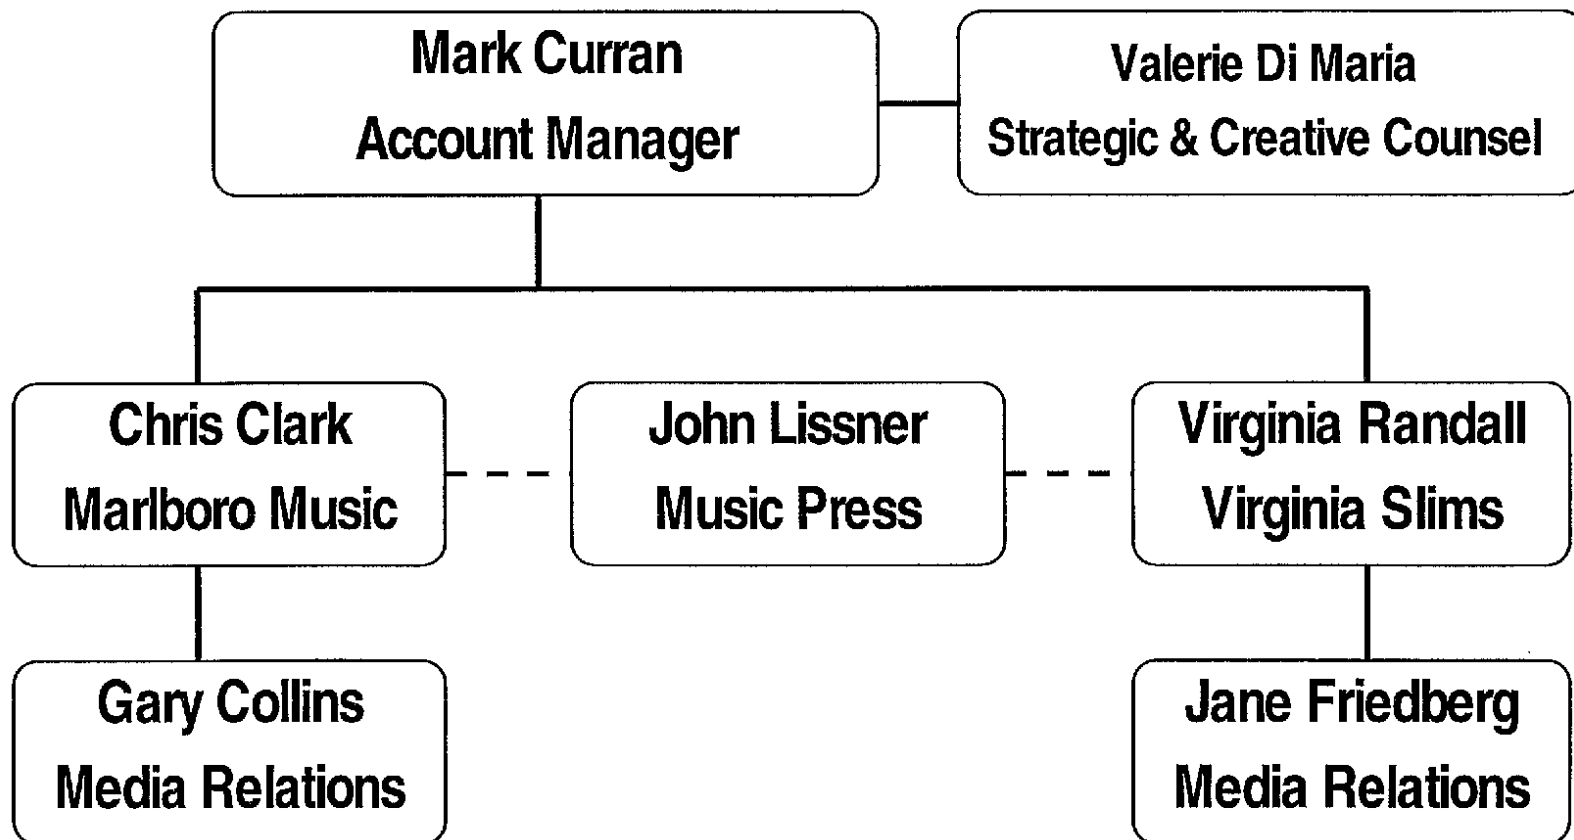 Mark Curran
Account Manager
Valerie Di Maria
Strategic & Creative Counsel
Chris Clark
Marlboro Music
John Lissner
Music Press
Virginia Randall
Virginia Slims
Gary Collins
Media Relations
Jane Friedberg
Media Relations